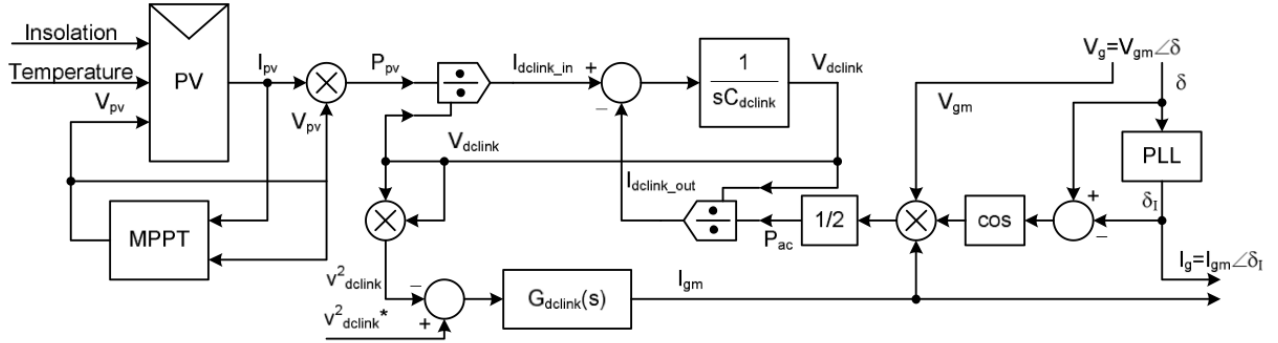 Insolation
Temperature
V_pv
PV
I_pv
V_pv
MPPT
P_pv
÷
I_dclink_in
+
−
1
sC_dclink
V_dclink
V_dclink
I_dclink_out
÷
P_ac
1/2
V_gm
cos
V_g=V_gm∠δ
δ
PLL
+
−
δ_I
I_g=I_gm∠δ_I
v²_dclink
−
+
v²_dclink*
G_dclink(s)
I_gm